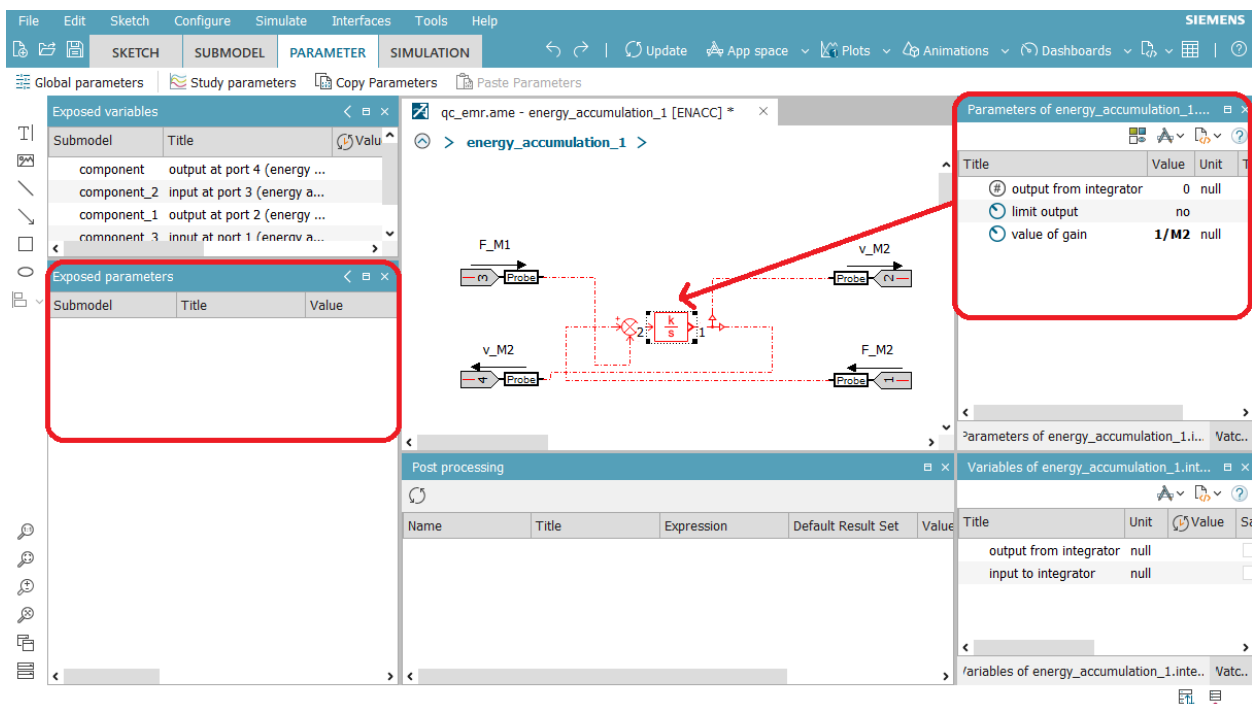 File Edit Sketch Configure Simulate Interfaces Tools Help SIEMENS
SKETCH SUBMODEL PARAMETER SIMULATION Update App space Plots Animations Dashboards
Global parameters Study parameters Copy Parameters Paste Parameters
Exposed variables
Submodel Title Valu
component output at port 4 (energy ...
component_2 input at port 3 (energy a...
component_1 output at port 2 (energy ...
component_3 input at port 1 (energy a...
Exposed parameters
Submodel Title Value
qc_emr.ame - energy_accumulation_1 [ENACC] *
> energy_accumulation_1 >
F_M1
3 Probe
v_M2
Probe 2
+
2 k/s 1
v_M2
4 Probe
F_M2
Probe 1
Post processing
Name Title Expression Default Result Set Value
Parameters of energy_accumulation_1....
Title Value Unit T
# output from integrator 0 null
limit output no
value of gain 1/M2 null
Parameters of energy_accumulation_1.i... Watc..
Variables of energy_accumulation_1.int...
Title Unit Value Sa
output from integrator null
input to integrator null
Variables of energy_accumulation_1.inte.. Watc..